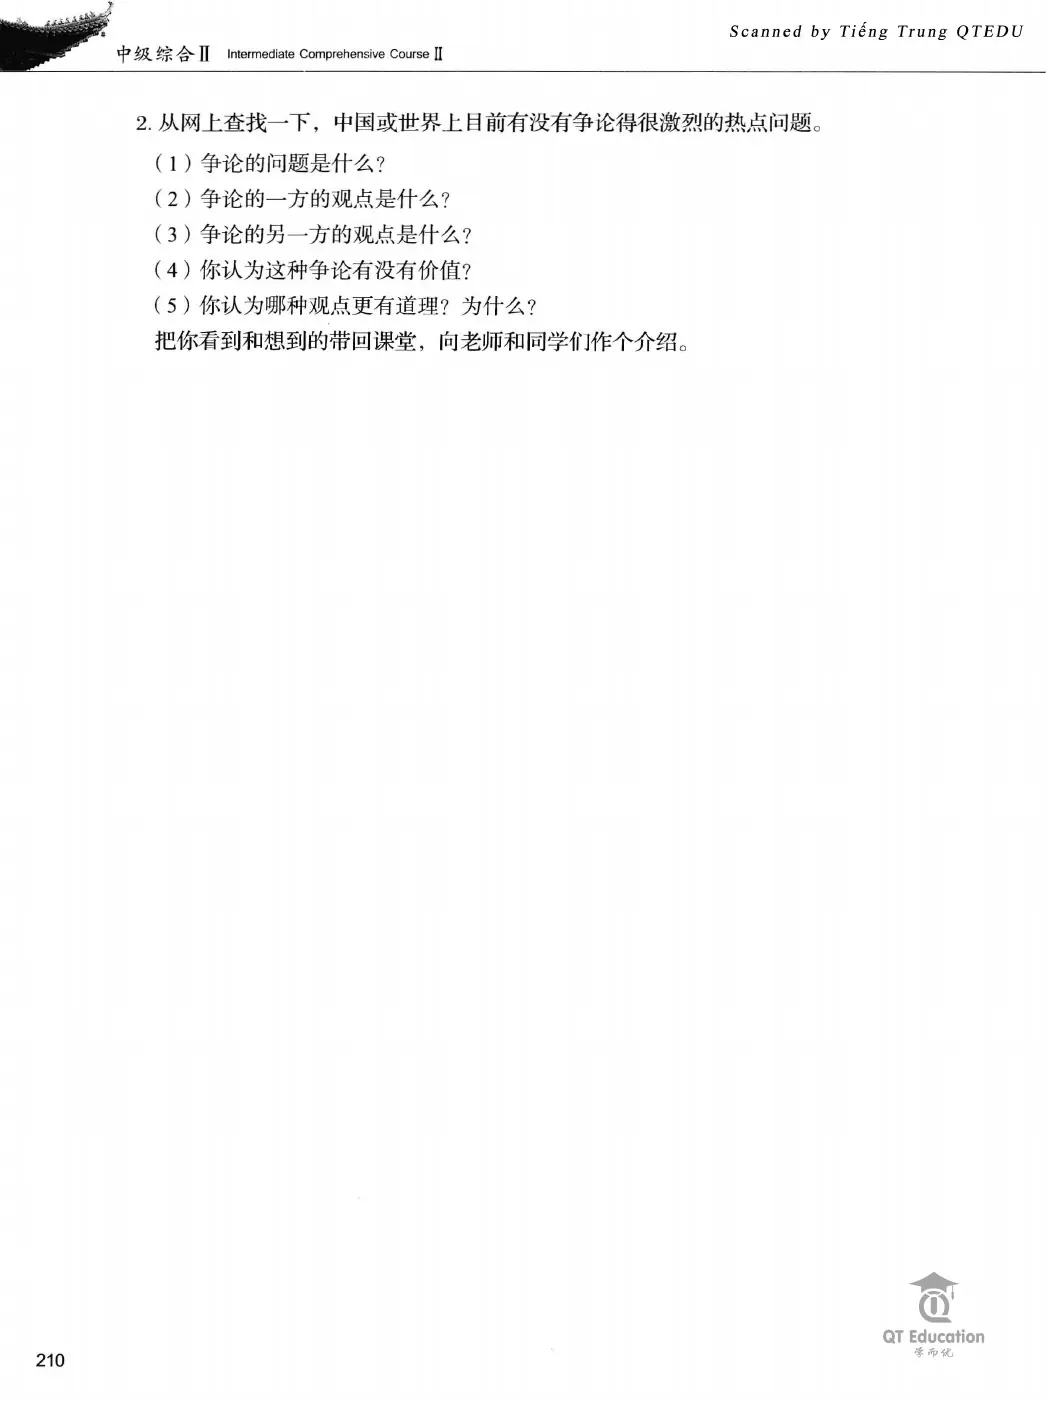 Scanned by Tiếng Trung QTEDU
中级综合Ⅱ Intermediate Comprehensive Course Ⅱ
2. 从网上查找一下，中国或世界上目前有没有争论得很激烈的热点问题。
（1）争论的问题是什么？
（2）争论的一方的观点是什么？
（3）争论的另一方的观点是什么？
（4）你认为这种争论有没有价值？
（5）你认为哪种观点更有道理？为什么？
把你看到和想到的带回课堂，向老师和同学们作个介绍。
QT Education
学而优
210